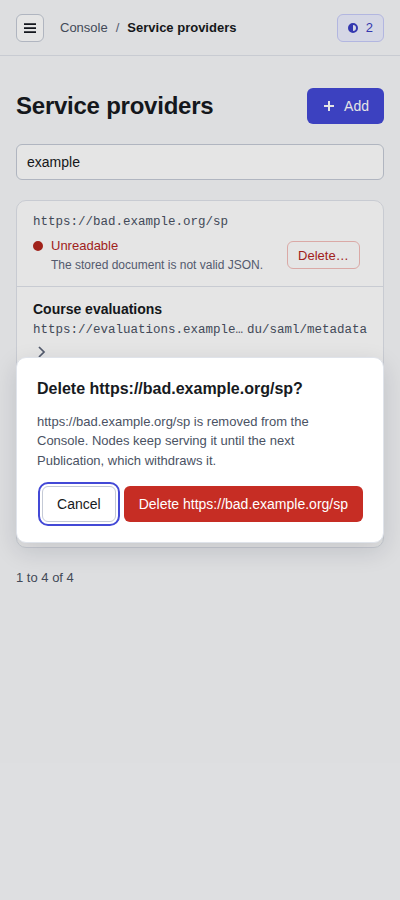 Console / Service providers
2
Service providers
Add
example
https://bad.example.org/sp
Unreadable
The stored document is not valid JSON.
Delete…
Course evaluations
https://evaluations.example… du/saml/metadata
Delete https://bad.example.org/sp?
https://bad.example.org/sp is removed from the
Console. Nodes keep serving it until the next
Publication, which withdraws it.
Cancel
Delete https://bad.example.org/sp
1 to 4 of 4